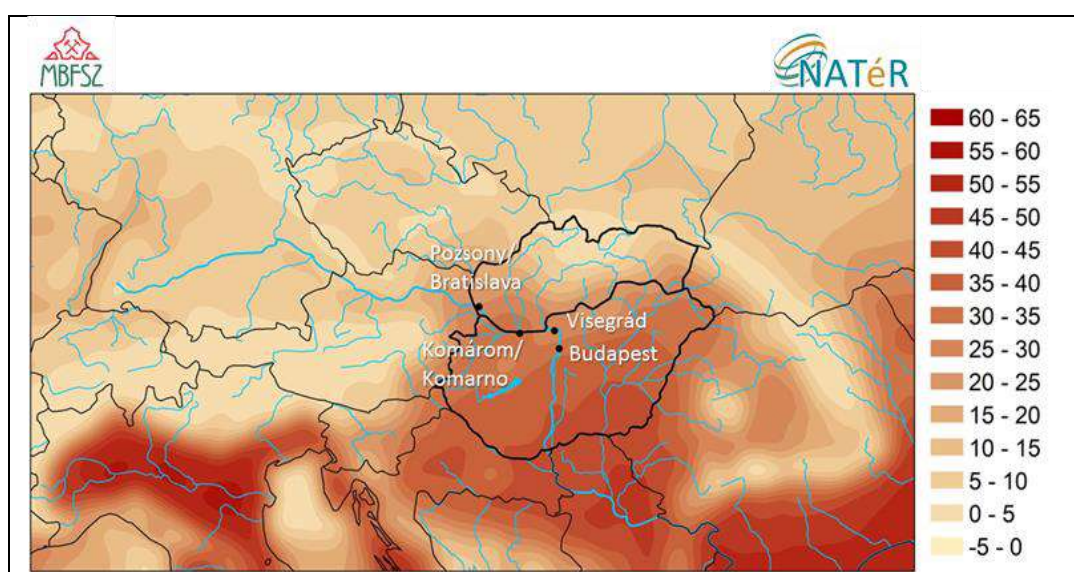 MBFSZ
NATéR
Pozsony/
Bratislava
Visegrád
Komárom/
Komarno
Budapest
60 - 65
55 - 60
50 - 55
45 - 50
40 - 45
35 - 40
30 - 35
25 - 30
20 - 25
15 - 20
10 - 15
5 - 10
0 - 5
-5 - 0